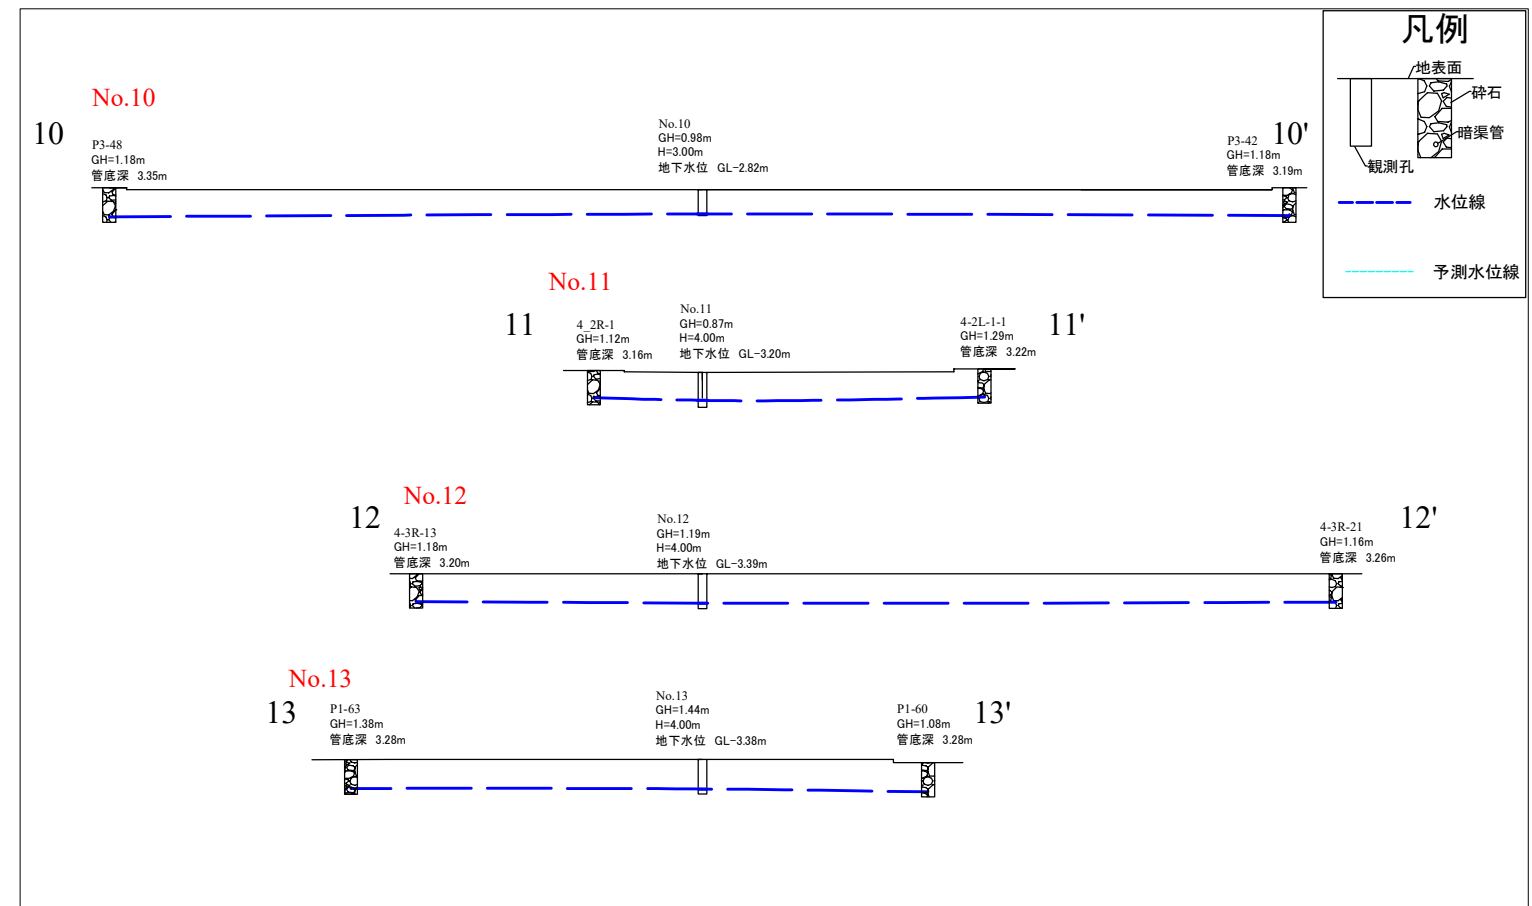 凡例
地表面
砕石
暗渠管
観測孔
水位線
予測水位線
No.10
10
P3-48
GH=1.18m
管底深 3.35m
No.10
GH=0.98m
H=3.00m
地下水位 GL-2.82m
P3-42
GH=1.18m
管底深 3.19m
10'
No.11
11
4_2R-1
GH=1.12m
管底深 3.16m
No.11
GH=0.87m
H=4.00m
地下水位 GL-3.20m
4-2L-1-1
GH=1.29m
管底深 3.22m
11'
No.12
12
4-3R-13
GH=1.18m
管底深 3.20m
No.12
GH=1.19m
H=4.00m
地下水位 GL-3.39m
4-3R-21
GH=1.16m
管底深 3.26m
12'
No.13
13
P1-63
GH=1.38m
管底深 3.28m
No.13
GH=1.44m
H=4.00m
地下水位 GL-3.38m
P1-60
GH=1.08m
管底深 3.28m
13'